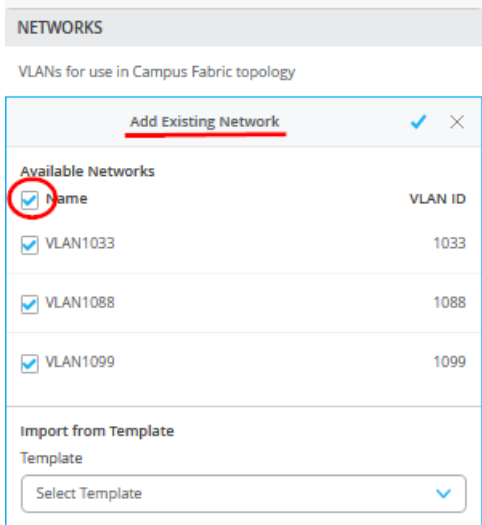 NETWORKS
VLANs for use in Campus Fabric topology
Add Existing Network
Available Networks
Name VLAN ID
VLAN1033 1033
VLAN1088 1088
VLAN1099 1099
Import from Template
Template
Select Template